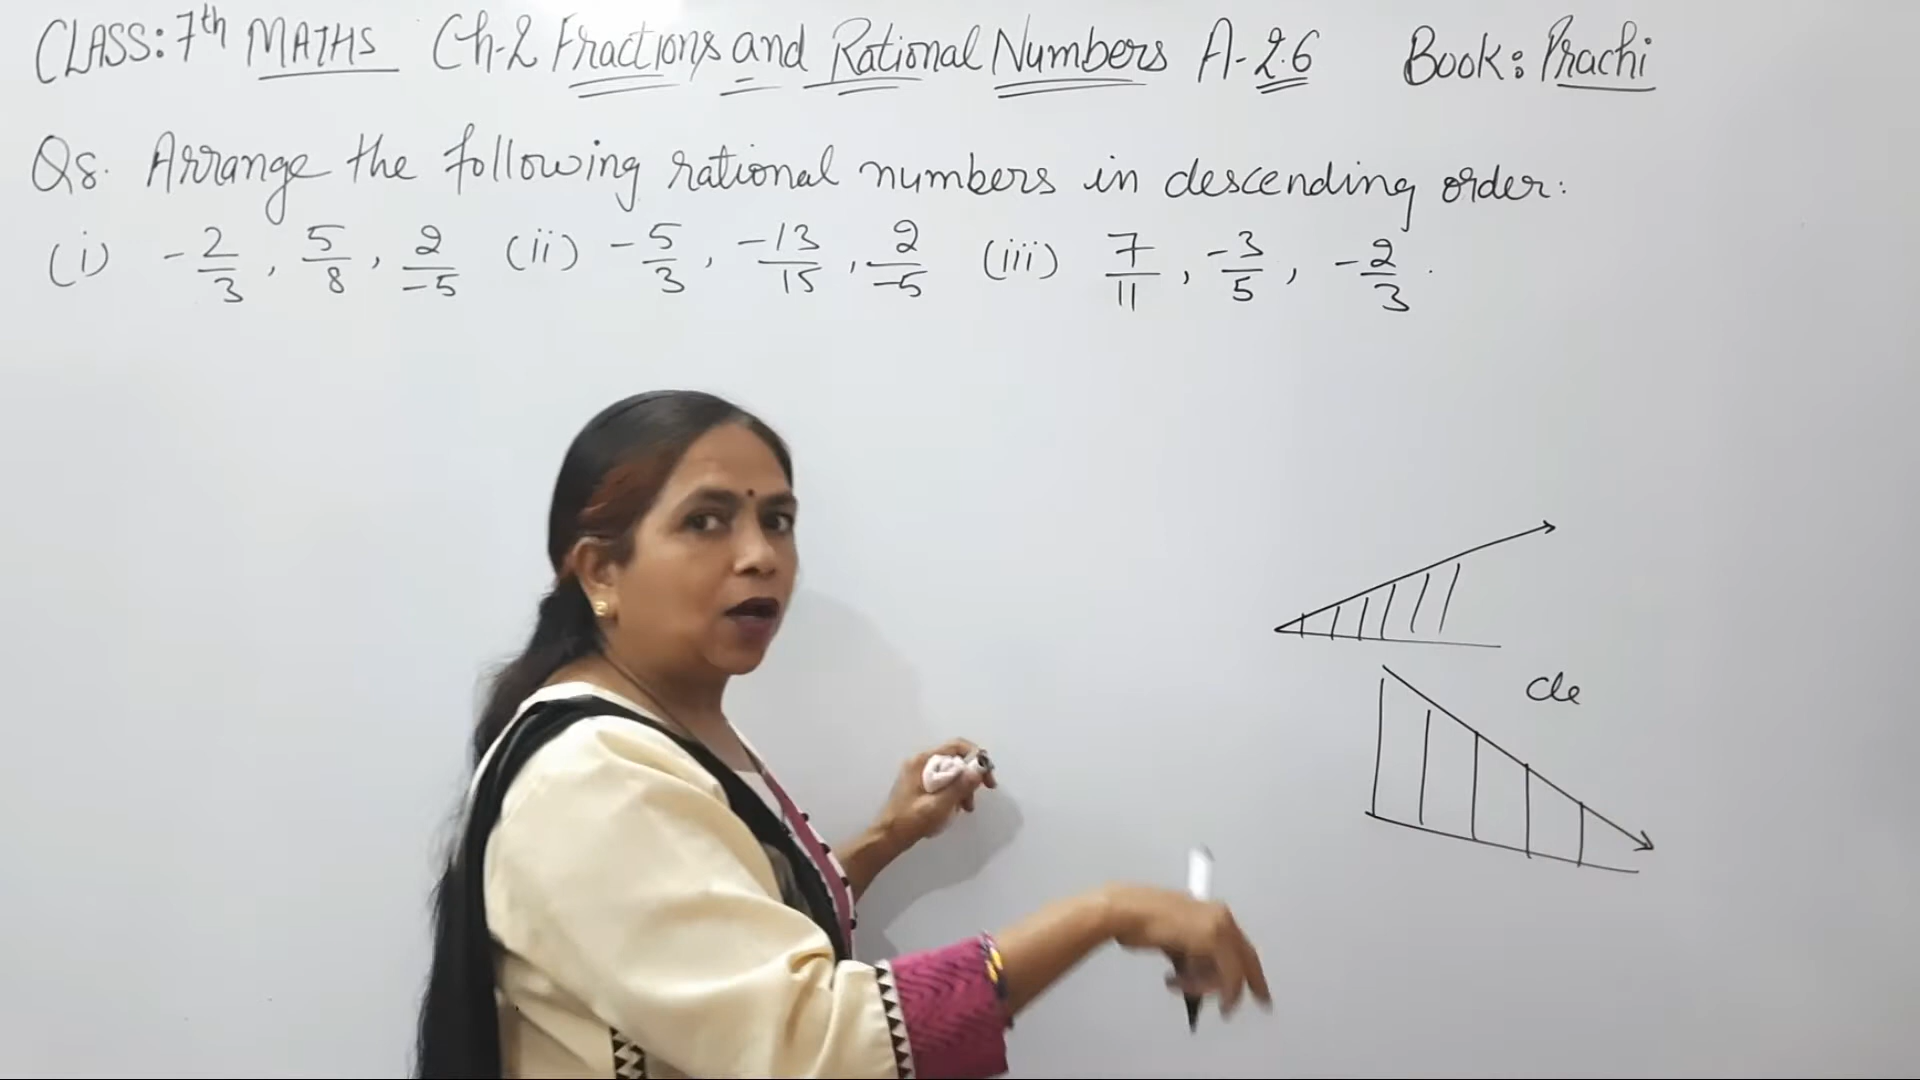 CLASS: 7th MATHS Ch-2 Fractions and Rational Numbers A-2.6 Book: Prachi
Q8. Arrange the following rational numbers in descending order:
(i) -2/3, 5/8, 2/-5 (ii) -5/3, -13/15, 2/-5 (iii) 7/11, -3/5, -2/3.
de